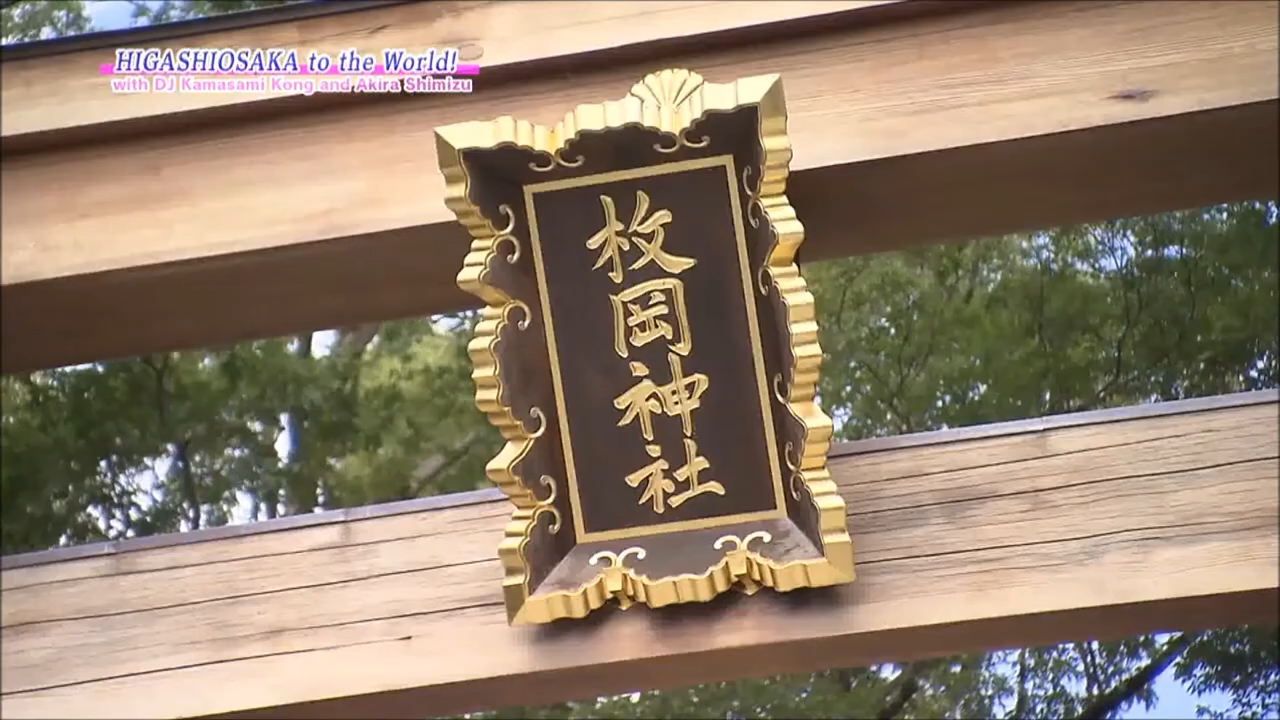 HIGASHIOSAKA to the World!
with DJ Kamasami Kong and Akira Shimizu
枚岡神社